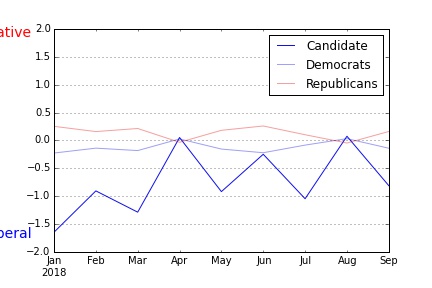 ative
2.0
1.5
1.0
0.5
0.0
−0.5
−1.0
−1.5
−2.0
beral
Candidate
Democrats
Republicans
Jan Feb Mar Apr May Jun Jul Aug Sep
2018